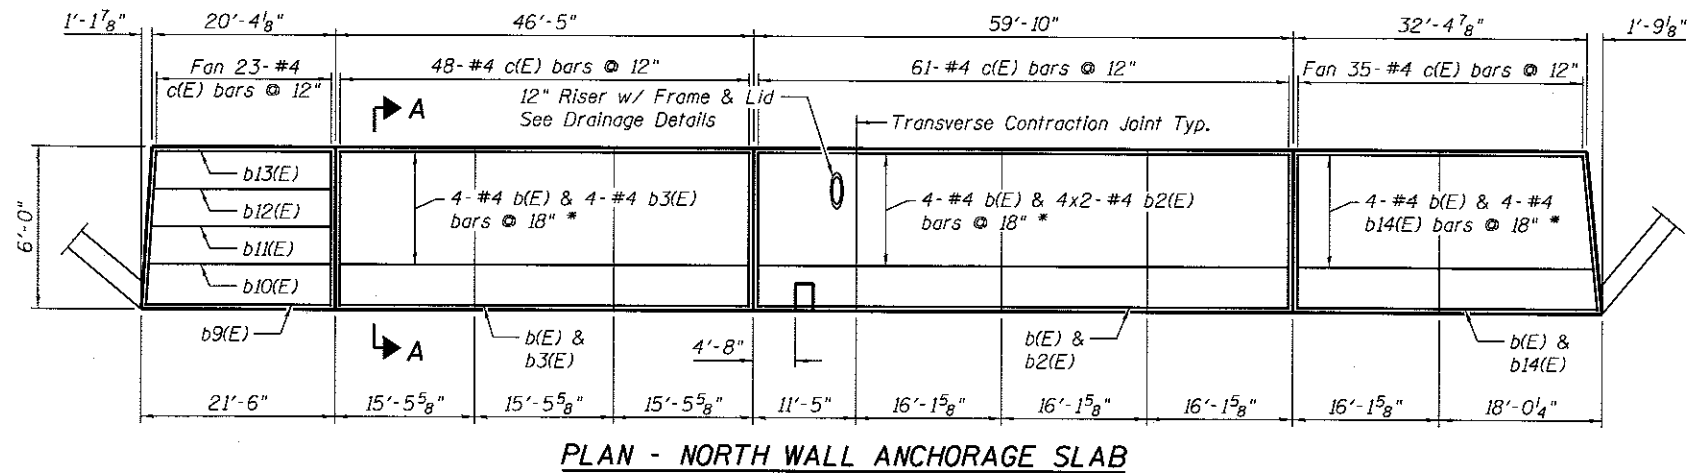 1'-1⅞" 20'-4⅛" 46'-5" 59'-10" 32'-4⅞" 1'-9⅛"
Fan 23-#4
c(E) bars @ 12"
48-#4 c(E) bars @ 12"
61-#4 c(E) bars @ 12"
Fan 35-#4 c(E) bars @ 12"
12" Riser w/ Frame & Lid
See Drainage Details
A
Transverse Contraction Joint Typ.
6'-0"
b13(E)
b12(E)
b11(E)
b10(E)
b9(E)
4-#4 b(E) & 4-#4 b3(E)
bars @ 18" *
4-#4 b(E) & 4x2-#4 b2(E)
bars @ 18" *
4-#4 b(E) & 4-#4
b14(E) bars @ 18" *
A
b(E) &
b3(E)
4'-8"
b(E) &
b2(E)
b(E) &
b14(E)
21'-6" 15'-5⅝" 15'-5⅝" 15'-5⅝" 11'-5" 16'-1⅝" 16'-1⅝" 16'-1⅝" 16'-1⅝" 18'-0¼"
PLAN - NORTH WALL ANCHORAGE SLAB